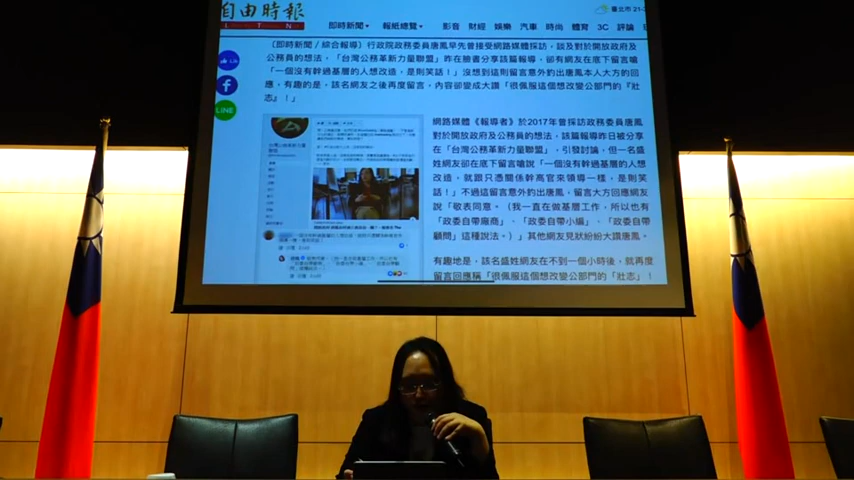 自由時報
LTN
臺北市 21-
即時新聞 報紙總覽 影音 財經 娛樂 汽車 時尚 體育 3C 評論
〔即時新聞/綜合報導〕行政院政務委員唐鳳早先曾接受網路媒體採訪,談及對於開放政府及
公務員的想法,「台灣公務革新力量聯盟」昨在臉書分享該篇報導,卻有網友在底下留言嗆
「一個沒有幹過基層的人想改造,是則笑話!」沒想到這則留言意外釣出唐鳳本人大方的回
應,有趣的是,該名網友之後再度留言,內容卻變成大讚「很佩服這個想改變公部門的『壯
志』!」
LINE
網路媒體《報導者》於2017年曾採訪政務委員唐鳳
對於開放政府及公務員的想法,該篇報導昨日被分享
在「台灣公務革新力量聯盟」,引發討論,但一名盛
姓網友卻在底下留言嗆說「一個沒有幹過基層的人想
改造,就跟只憑關係幹高官來領導一樣,是則笑
話!」不過這留言意外釣出唐鳳,留言大方回應網友
說「敬表同意。(我一直在做基層工作,所以也有
「政委自帶廠商」、「政委自帶小編」、「政委自帶
顧問」這種說法。)」其他網友見狀紛紛大讚唐鳳。
有趣地是,該名盛姓網友在不到一個小時後,就再度
留言回應稱「很佩服這個想改變公部門的「壯志」!